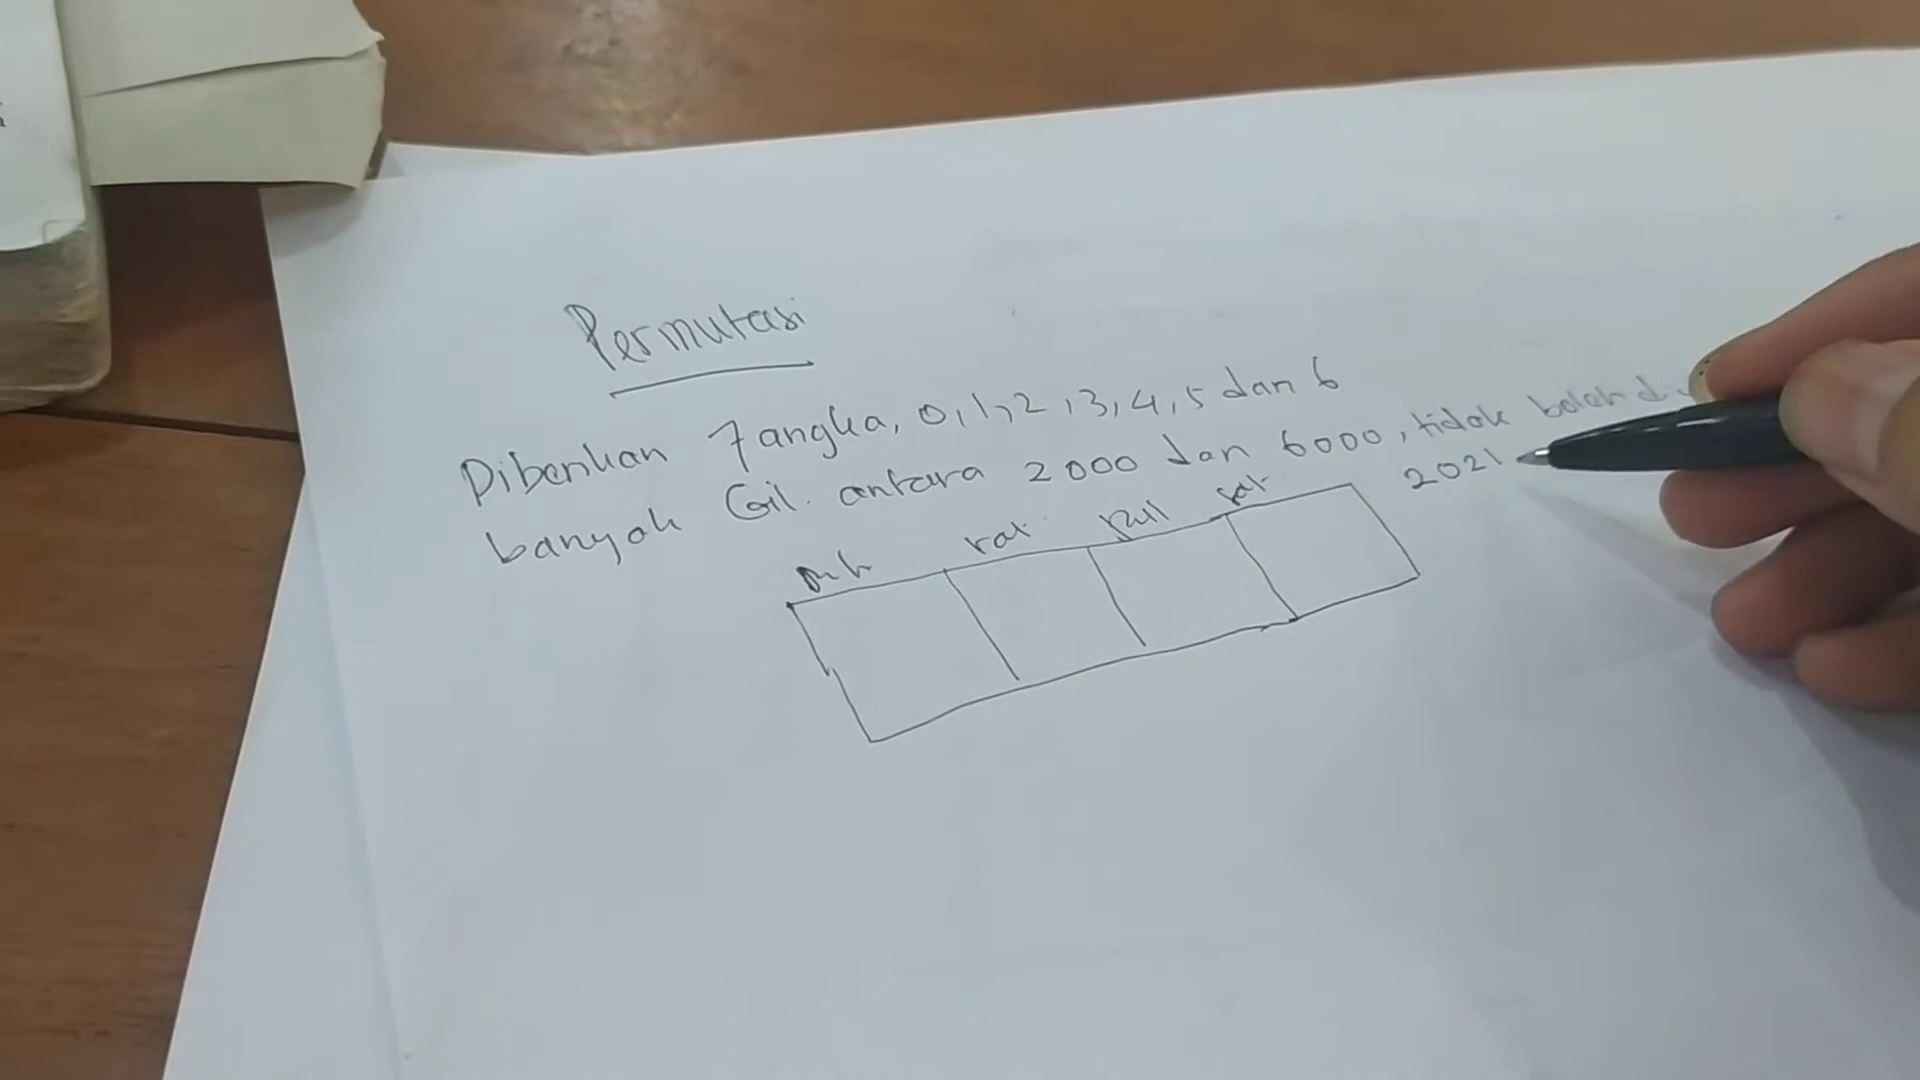 Permutasi
Diberikan 7 angka, 0, 1, 2, 3, 4, 5 dan 6
banyak Bil. antara 2000 dan 6000, tidak boleh
rat pul sat
2021